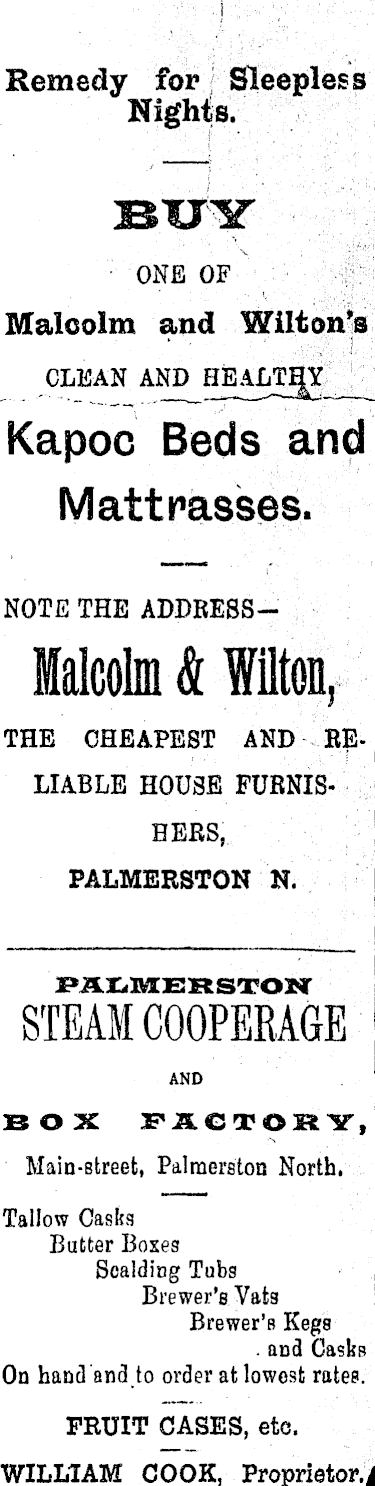 Remedy for Sleepless
Nights.
BUY
ONE OF
Malcolm and Wilton's
CLEAN AND HEALTHY
Kapoc Beds and
Mattrasses.
NOTE THE ADDRESS—
Malcolm & Wilton,
THE CHEAPEST AND RE-
LIABLE HOUSE FURNIS-
HERS,
PALMERSTON N.
PALMERSTON
STEAM COOPERAGE
AND
BOX FACTORY,
Main-street, Palmerston North.
Tallow Casks
Butter Boxes
Scalding Tubs
Brewer's Vats
Brewer's Kegs
and Casks
On hand and to order at lowest rates.
FRUIT CASES, etc.
WILLIAM COOK, Proprietor.